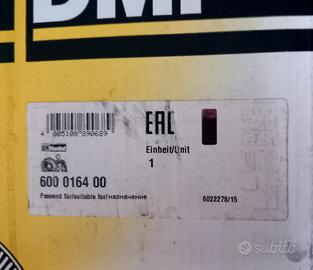 DMF
EAC
4 005108 890689
LuK
Einheit/Unit
1
600 0164 00
Passend für/suitable for/назначение
6022278/15
subito